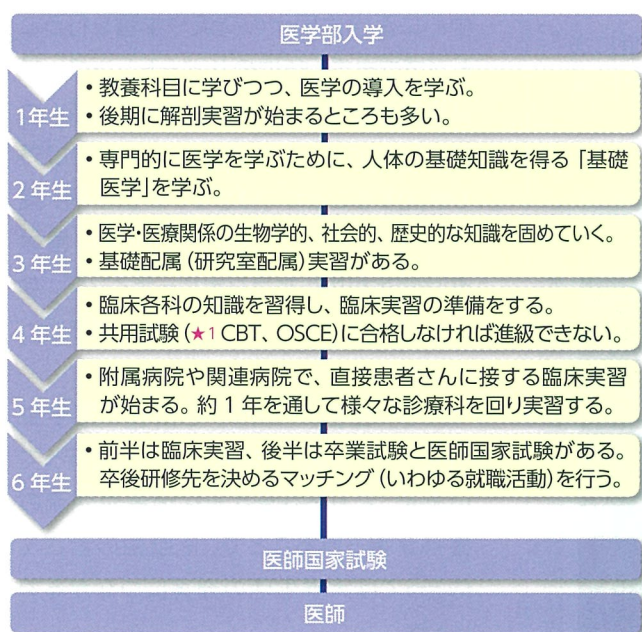 医学部入学
1年生
・教養科目に学びつつ、医学の導入を学ぶ。
・後期に解剖実習が始まるところも多い。
2年生
・専門的に医学を学ぶために、人体の基礎知識を得る「基礎
医学」を学ぶ。
3年生
・医学・医療関係の生物学的、社会的、歴史的な知識を固めていく。
・基礎配属(研究室配属)実習がある。
4年生
・臨床各科の知識を習得し、臨床実習の準備をする。
・共用試験(★1 CBT、OSCE)に合格しなければ進級できない。
5年生
・附属病院や関連病院で、直接患者さんに接する臨床実習
が始まる。約1年を通して様々な診療科を回り実習する。
6年生
・前半は臨床実習、後半は卒業試験と医師国家試験がある。
卒後研修先を決めるマッチング(いわゆる就職活動)を行う。
医師国家試験
医師